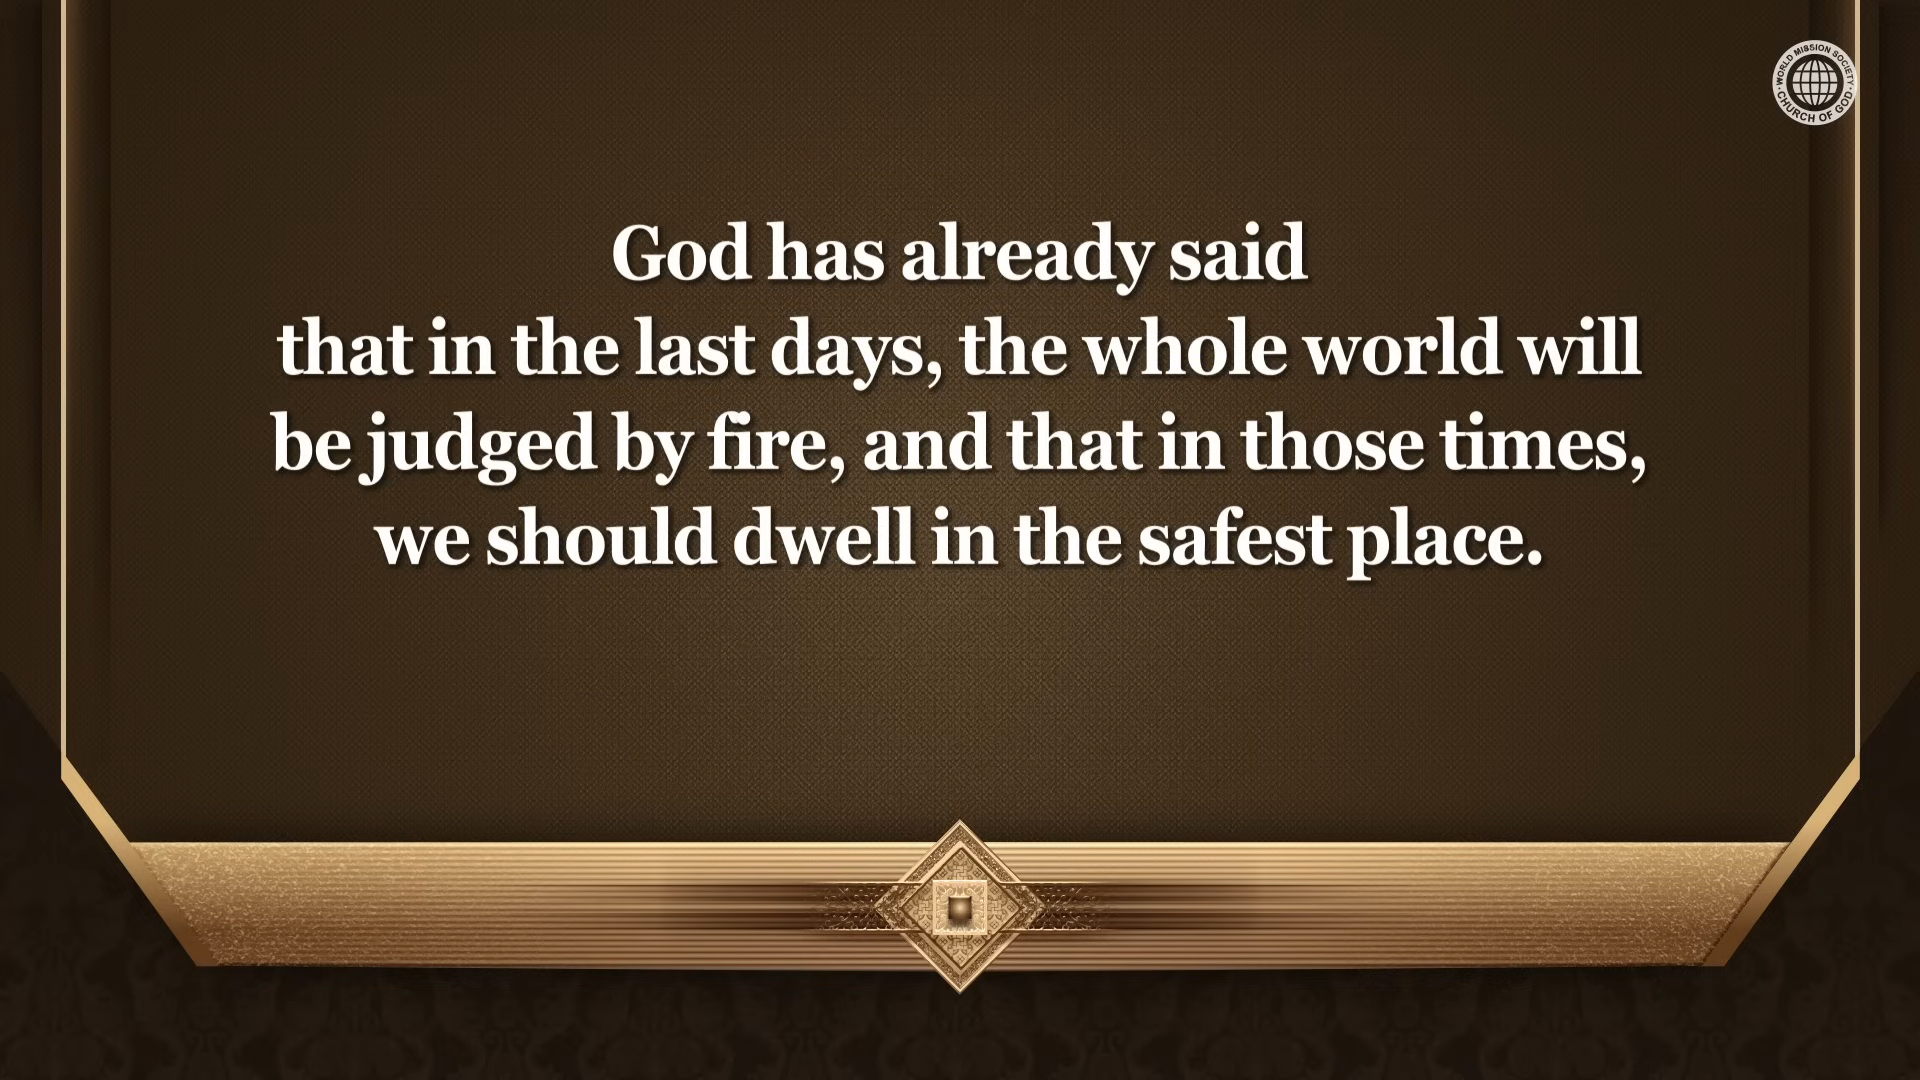 WORLD MISSION SOCIETY
CHURCH OF GOD
God has already said
that in the last days, the whole world will
be judged by fire, and that in those times,
we should dwell in the safest place.